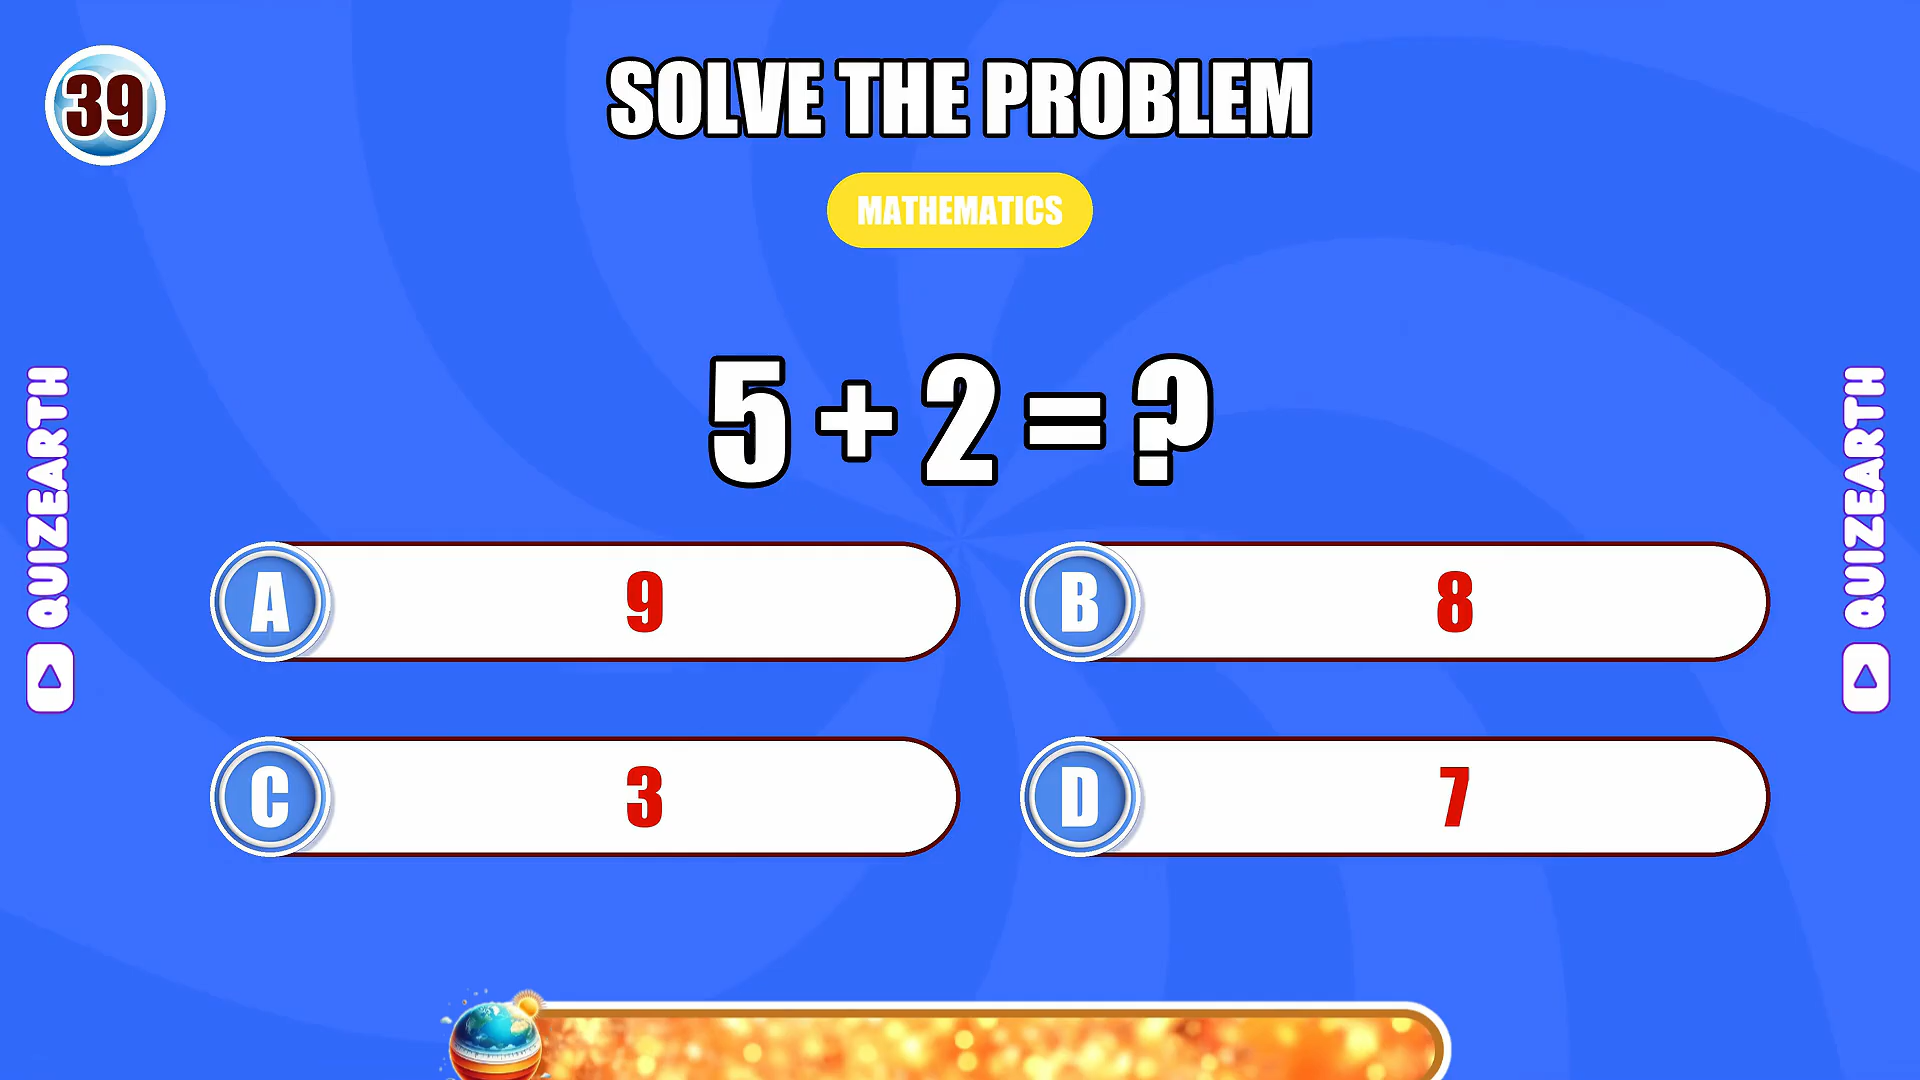 39
SOLVE THE PROBLEM
MATHEMATICS
5 + 2 = ?
A 9
B 8
C 3
D 7
QUIZEARTH
QUIZEARTH